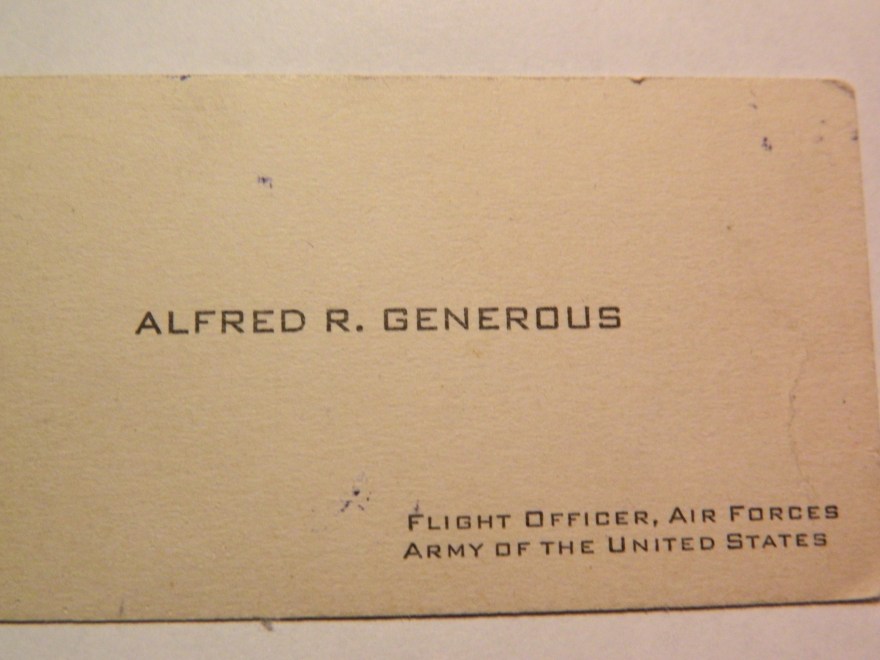 ALFRED R. GENEROUS
FLIGHT OFFICER, AIR FORCES
ARMY OF THE UNITED STATES